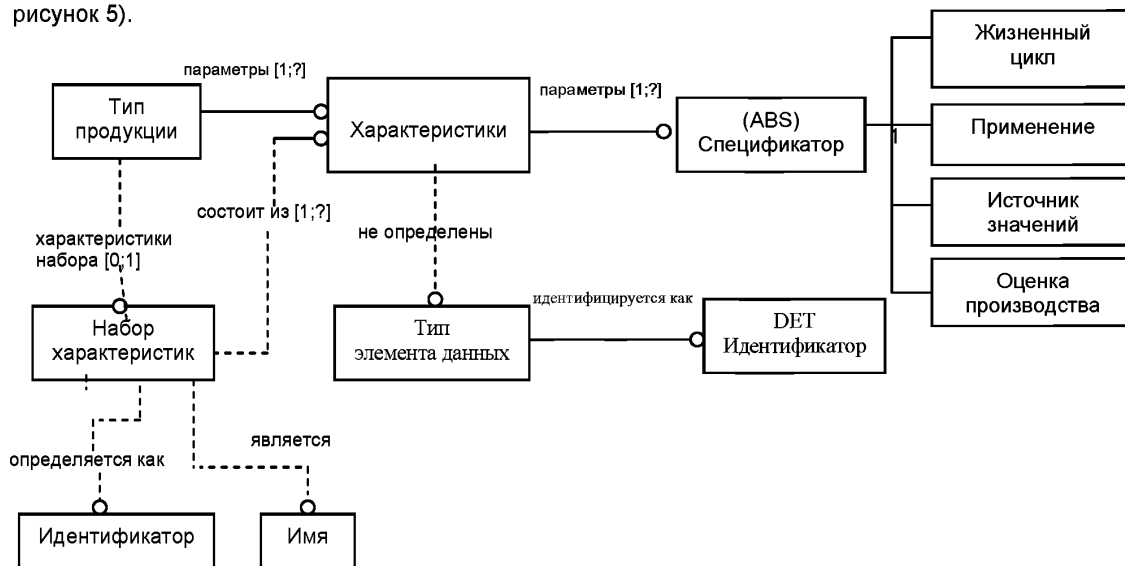 рисунок 5).
Жизненный
цикл
параметры [1;?]
параметры [1;?]
Тип
продукции
Характеристики
(ABS)
Спецификатор
1
Применение
состоит из [1;?]
Источник
значений
не определены
характеристики
набора [0;1]
Оценка
производства
идентифицируется как
Набор
характеристик
Тип
элемента данных
DET
Идентификатор
является
определяется как
Идентификатор
Имя